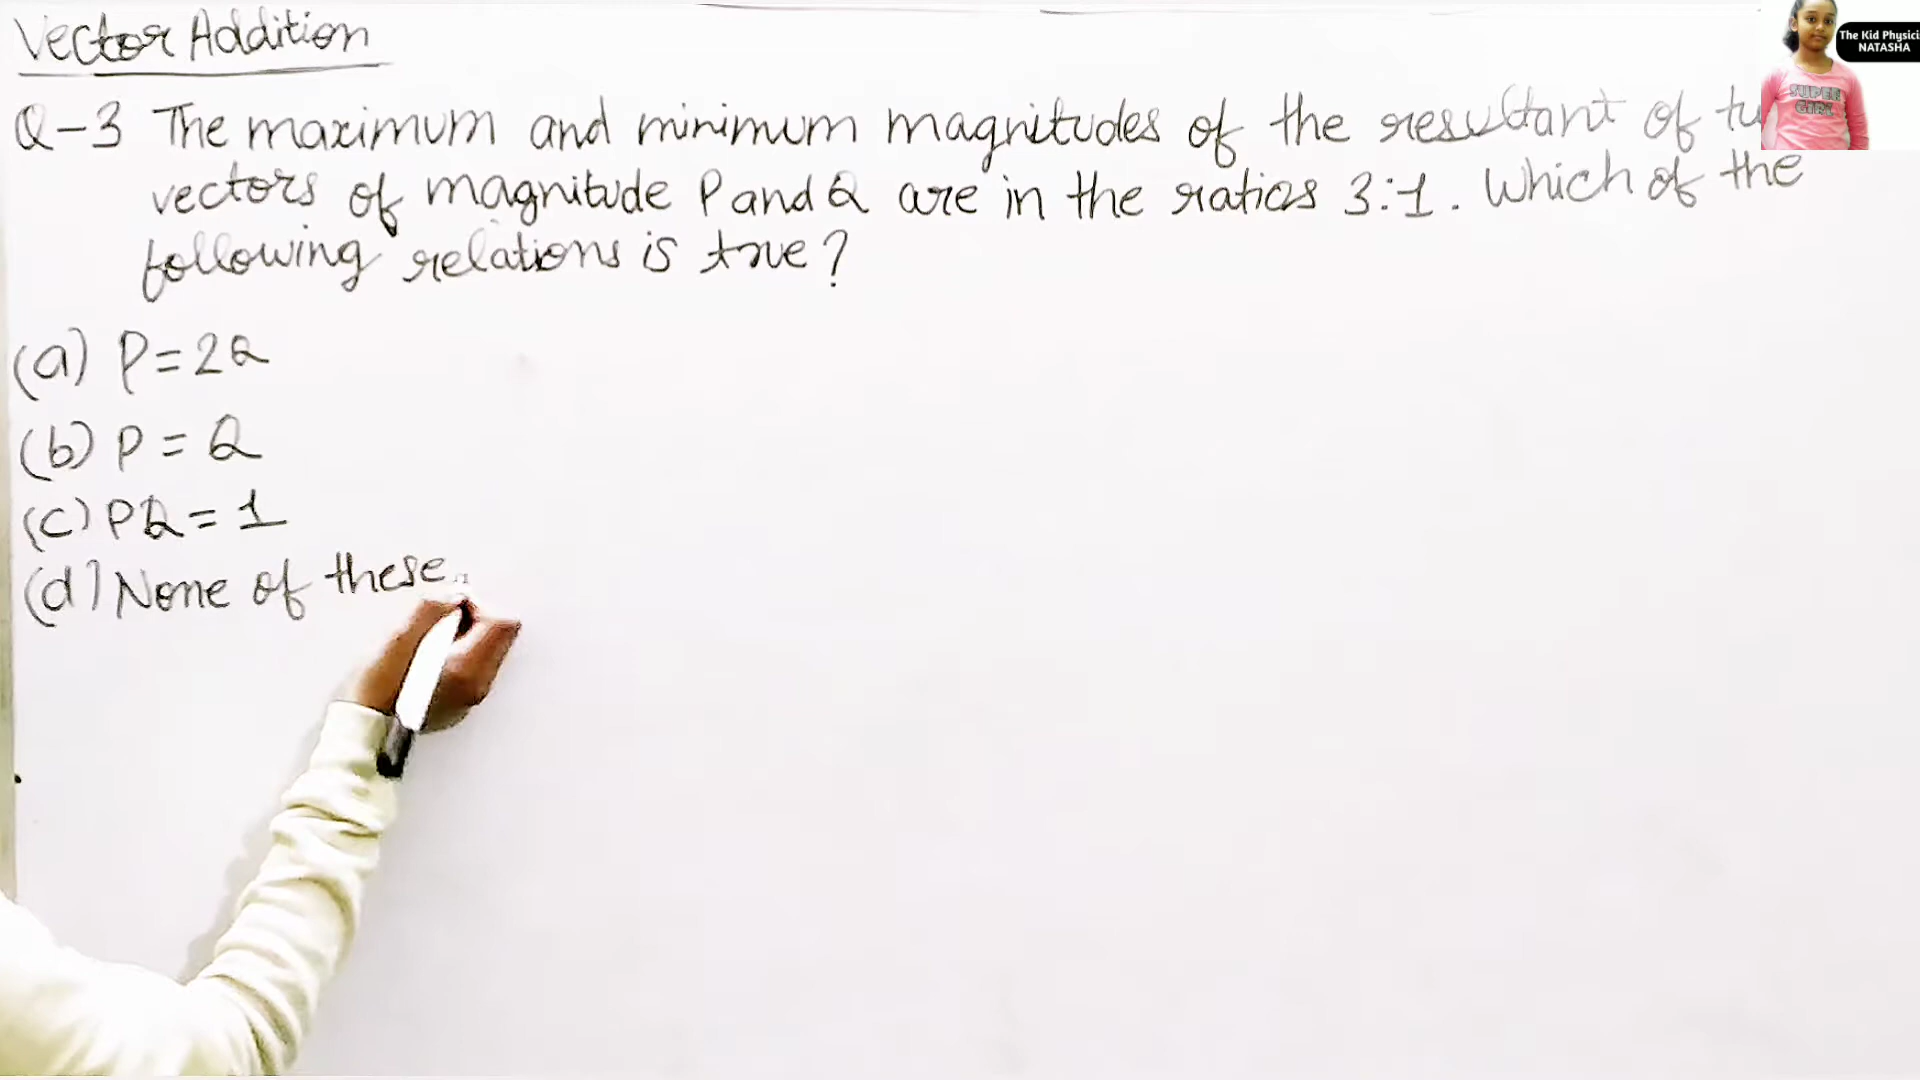 Vector Addition
Q-3 The maximum and minimum magnitudes of the resultant of
vectors of magnitude P and Q are in the ratios 3:1. Which of the
following relations is true?
(a) P=2Q
(b) P = Q
(c) PQ = 1
(d) None of these.
The Kid Physici
NATASHA
SUPER
GIRL